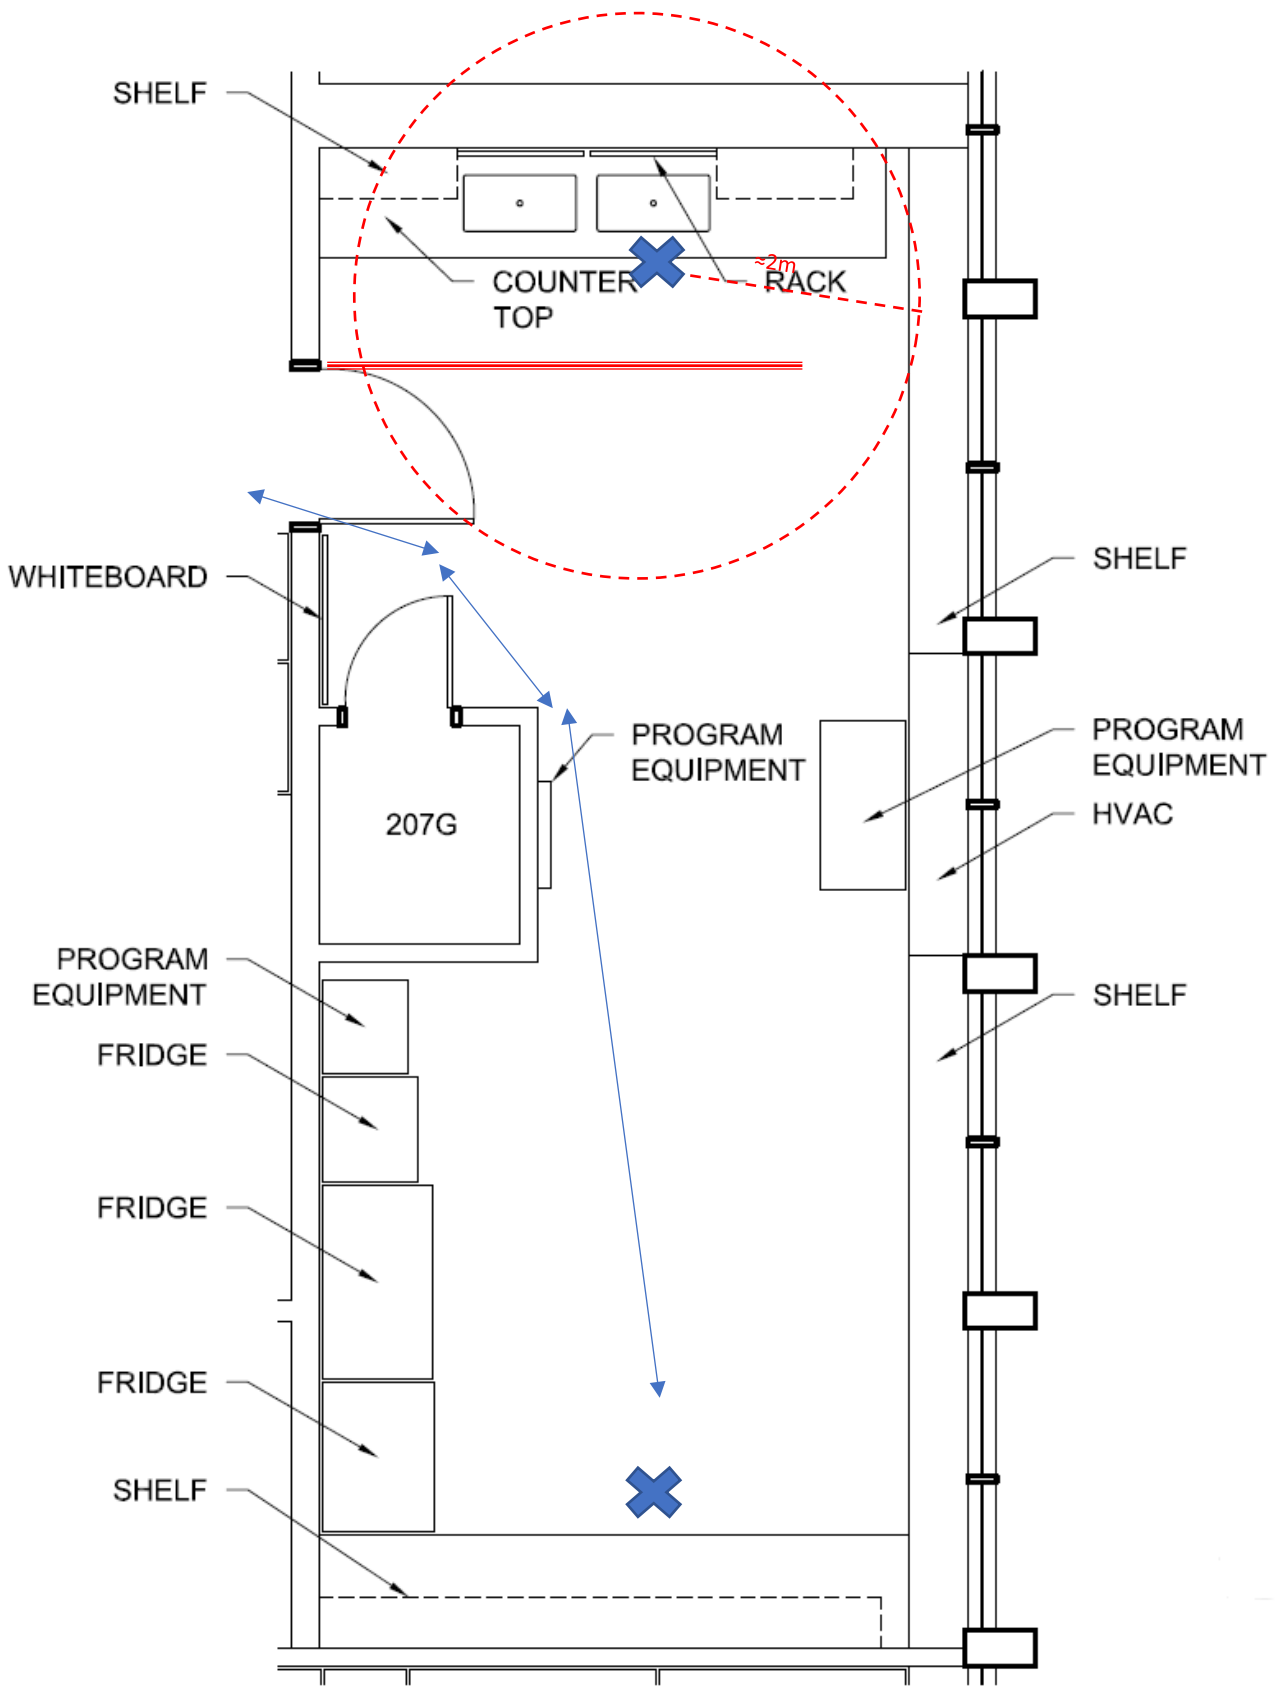 SHELF
≈2m
COUNTER
TOP
RACK
WHITEBOARD
SHELF
PROGRAM
EQUIPMENT
PROGRAM
EQUIPMENT
HVAC
207G
PROGRAM
EQUIPMENT
SHELF
FRIDGE
FRIDGE
FRIDGE
SHELF